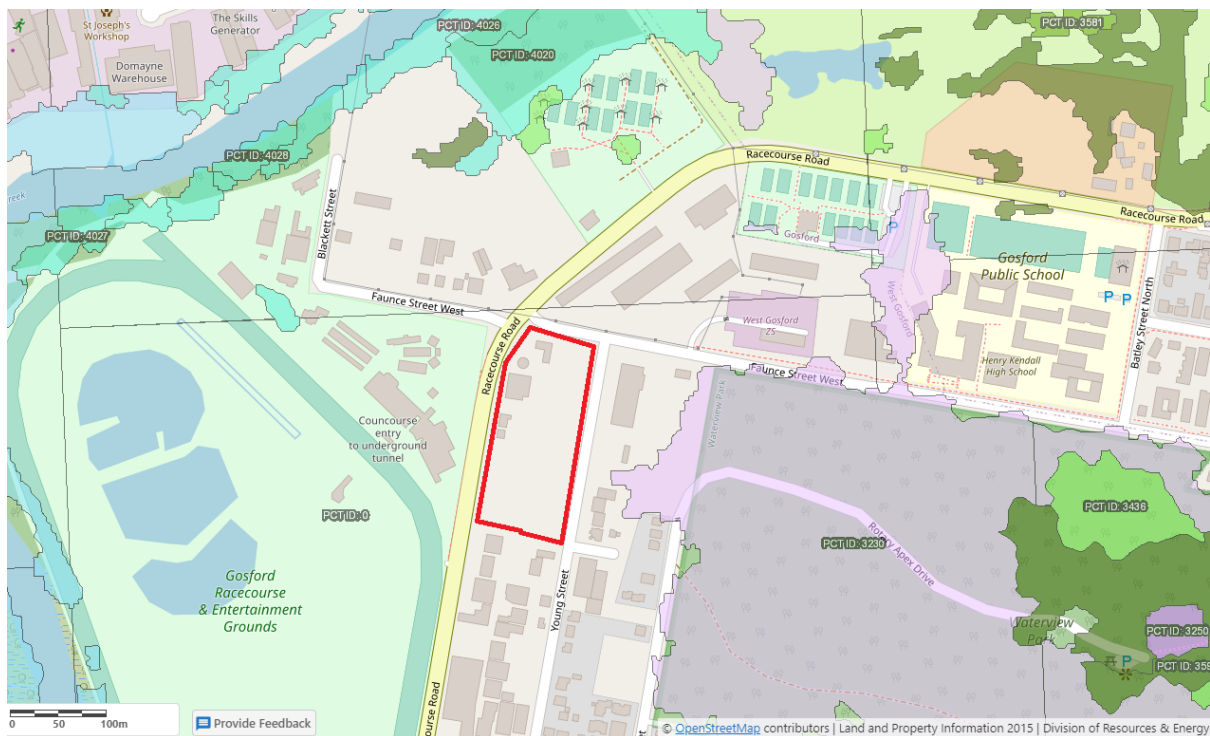 St Joseph's
Workshop
The Skills
Generator
PCT ID: 4026
PCT ID: 3581
PCT ID: 4020
Domayne
Warehouse
PCT ID: 4028
Racecourse Road
Racecourse Road
Creek
Blackett Street
P
Gosford
PCT ID: 4027
Gosford
Public School
West Gosford
Batley Street North
P P
Faunce Street West
West Gosford
ZS
Racecourse Road
Henry Kendall
High School
Faunce Street West
Waterview Park
Councourse
entry
to underground
tunnel
PCT ID: 3436
PCT ID: 0
PCT ID: 3230
Rotary Apex Drive
Gosford
Racecourse
& Entertainment
Grounds
Young Street
Waterview
Park
PCT ID: 3250
P
PCT ID: 359
course Road
0 50 100m
Provide Feedback
© OpenStreetMap contributors | Land and Property Information 2015 | Division of Resources & Energy